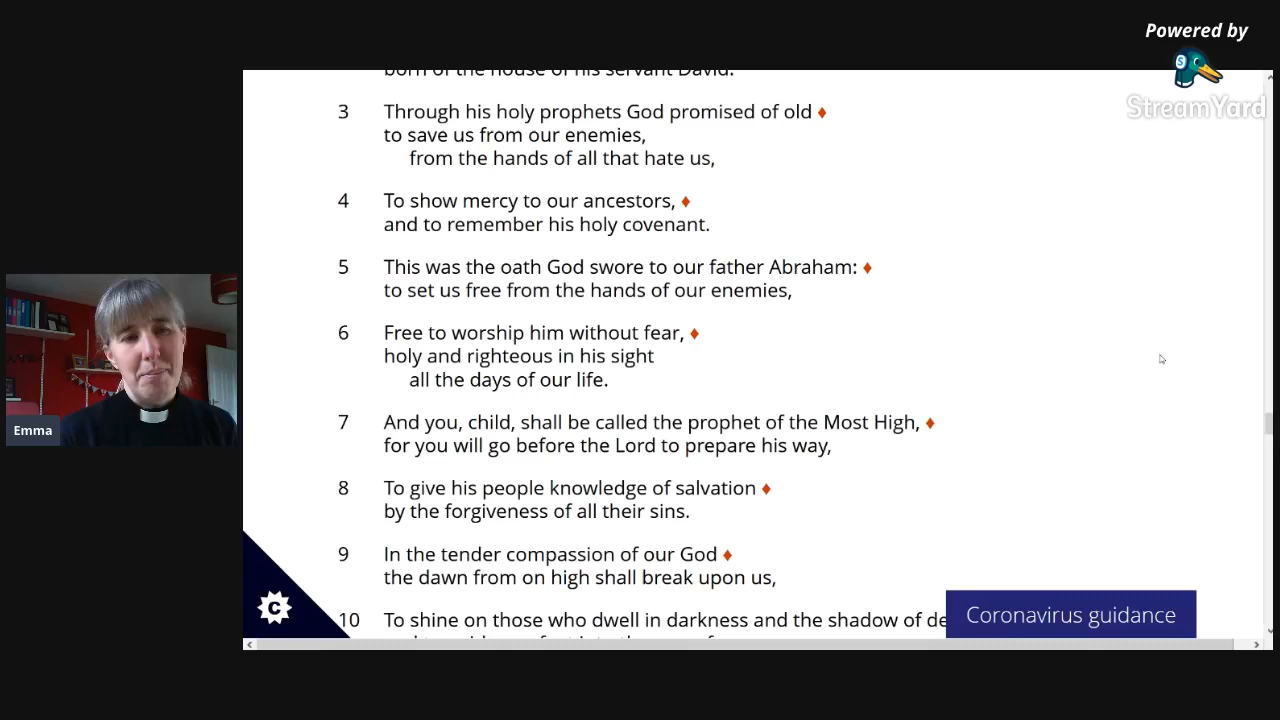 Powered by
StreamYard
born of the house of his servant David.
3 Through his holy prophets God promised of old ♦
to save us from our enemies,
from the hands of all that hate us,
4 To show mercy to our ancestors, ♦
and to remember his holy covenant.
5 This was the oath God swore to our father Abraham: ♦
to set us free from the hands of our enemies,
6 Free to worship him without fear, ♦
holy and righteous in his sight
all the days of our life.
7 And you, child, shall be called the prophet of the Most High, ♦
for you will go before the Lord to prepare his way,
8 To give his people knowledge of salvation ♦
by the forgiveness of all their sins.
9 In the tender compassion of our God ♦
the dawn from on high shall break upon us,
10 To shine on those who dwell in darkness and the shadow of de
Coronavirus guidance
Emma
S
C